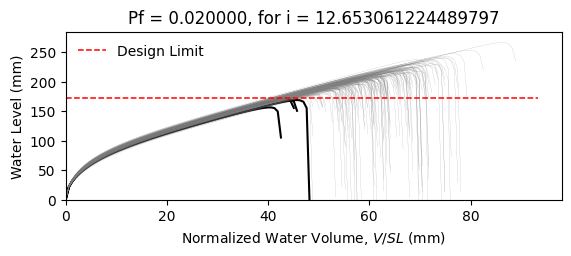 Pf = 0.020000, for i = 12.653061224489797
Design Limit
Water Level (mm)
250
200
150
100
50
0
0 20 40 60 80
Normalized Water Volume, V/SL (mm)